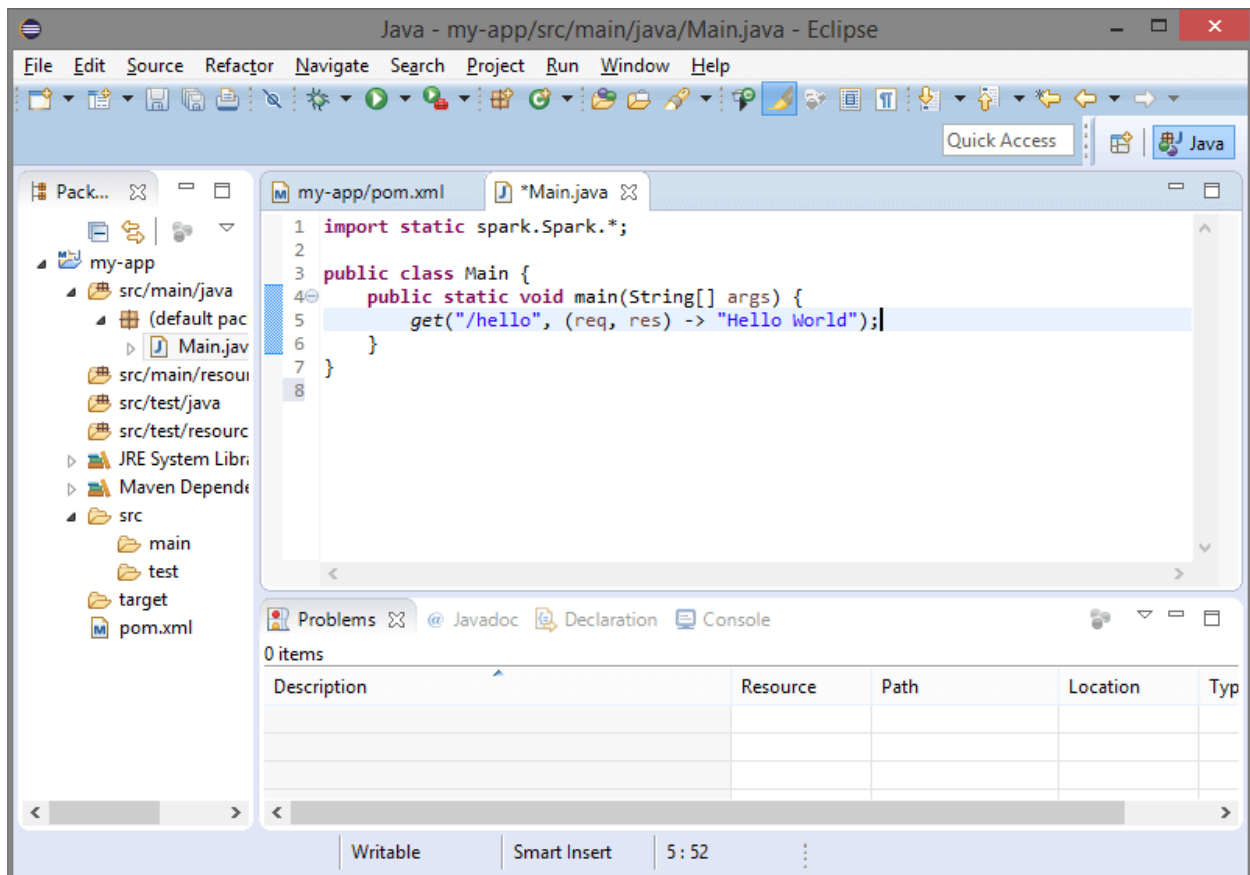 Java - my-app/src/main/java/Main.java - Eclipse
File Edit Source Refactor Navigate Search Project Run Window Help
Quick Access
Java
Pack...
my-app
src/main/java
(default pac
Main.jav
src/main/resour
src/test/java
src/test/resourc
JRE System Libra
Maven Depende
src
main
test
target
pom.xml
my-app/pom.xml *Main.java
1 import static spark.Spark.*;
2
3 public class Main {
4 public static void main(String[] args) {
5 get("/hello", (req, res) -> "Hello World");
6 }
7 }
8
Problems @ Javadoc Declaration Console
0 items
Description Resource Path Location Typ
Writable Smart Insert 5 : 52